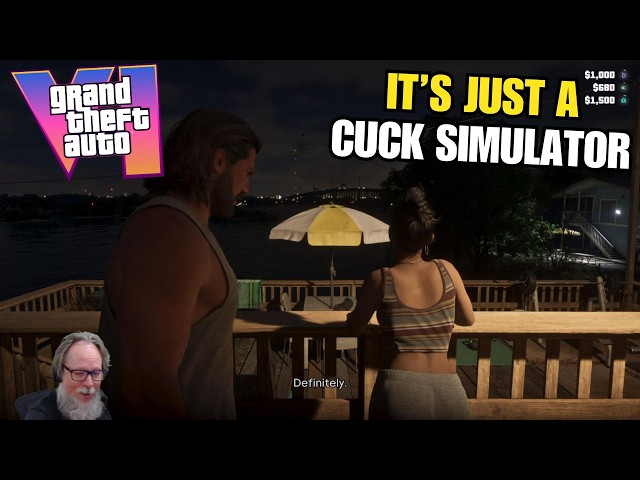 VI
grand
theft
auto
IT'S JUST A
CUCK SIMULATOR
$1,000
$680
$1,500
Definitely.